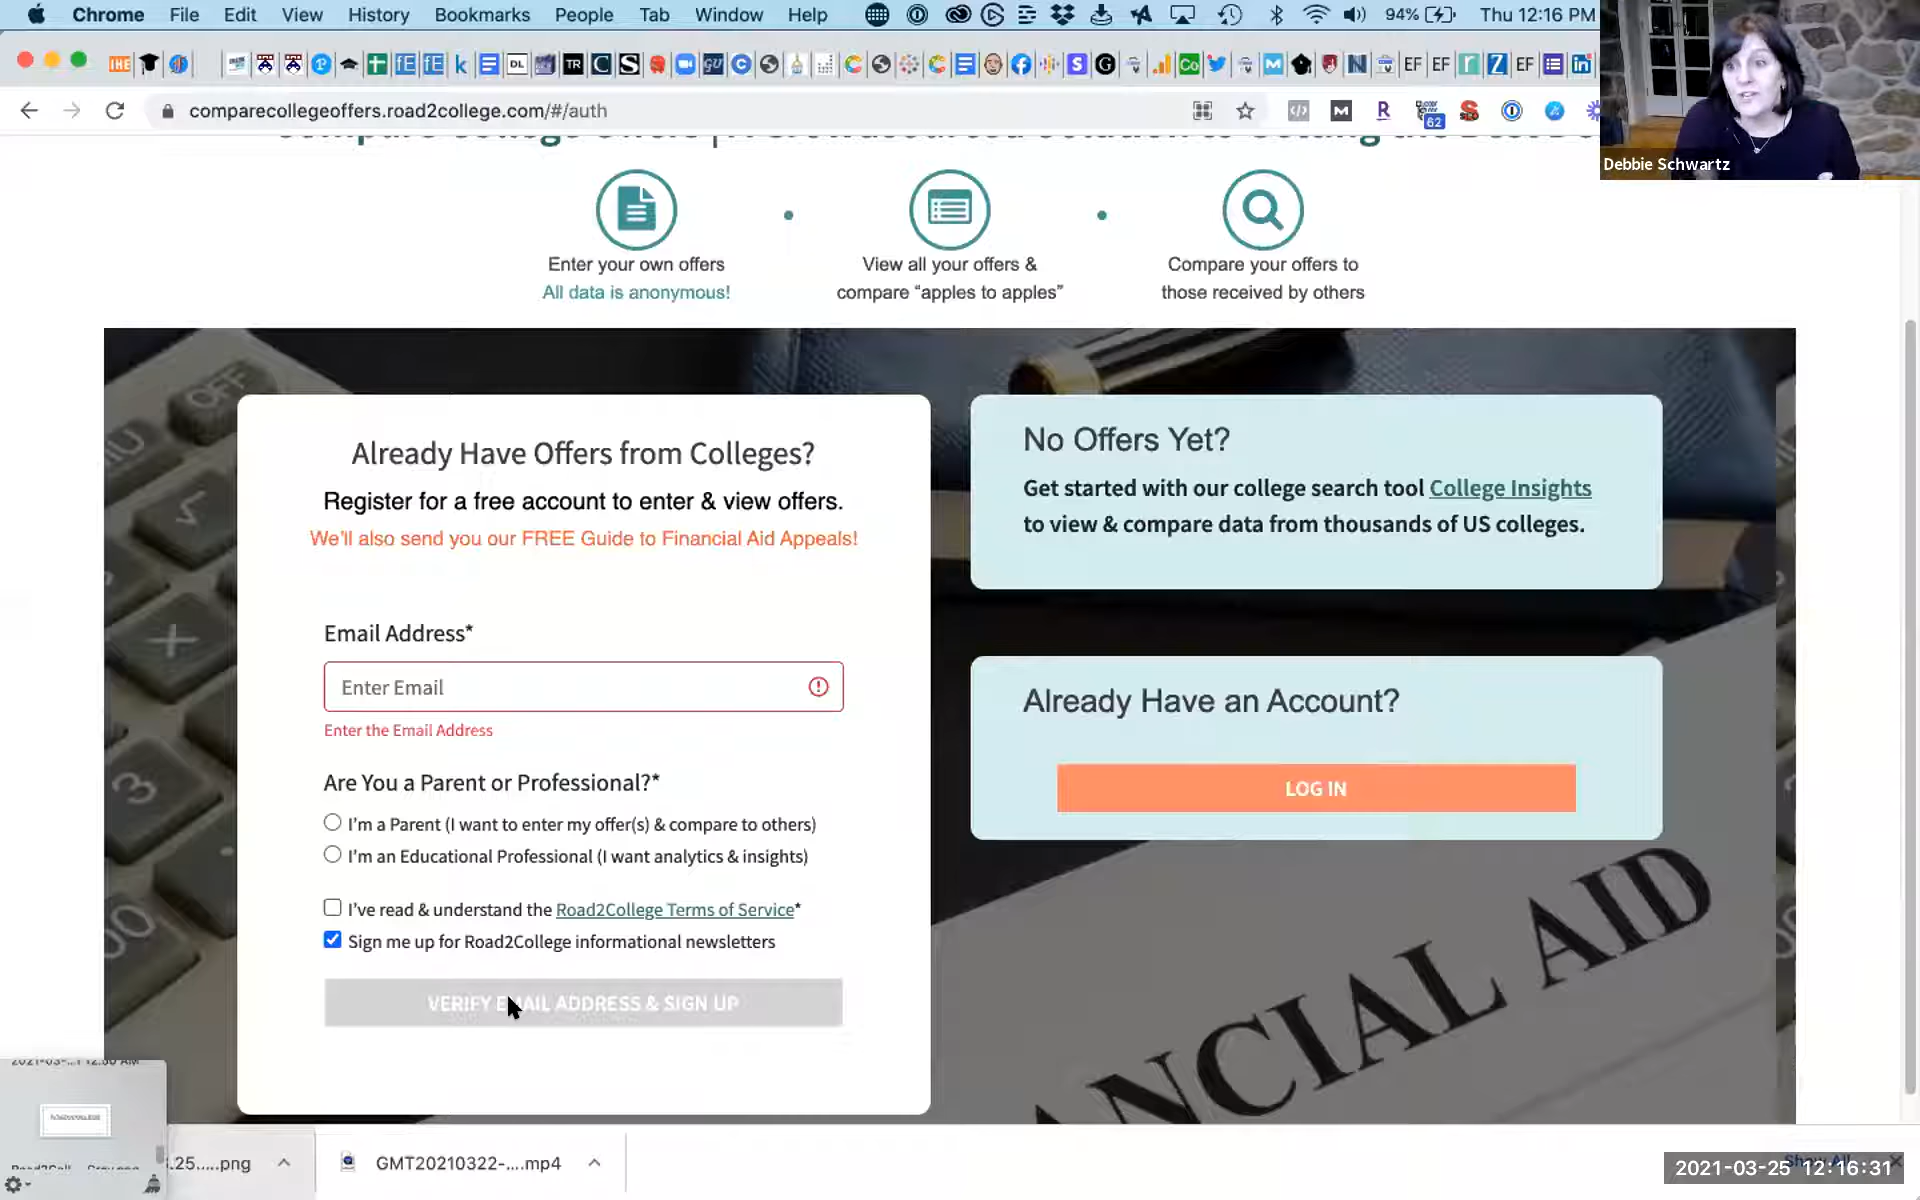 Chrome File Edit View History Bookmarks People Tab Window Help 94% Thu 12:16 PM
comparecollegeoffers.road2college.com/#/auth
62
Debbie Schwartz
Enter your own offers
All data is anonymous!
View all your offers &
compare “apples to apples”
Compare your offers to
those received by others
Already Have Offers from Colleges?
Register for a free account to enter & view offers.
We'll also send you our FREE Guide to Financial Aid Appeals!
Email Address*
Enter Email
Enter the Email Address
Are You a Parent or Professional?*
I'm a Parent (I want to enter my offer(s) & compare to others)
I'm an Educational Professional (I want analytics & insights)
I've read & understand the Road2College Terms of Service*
Sign me up for Road2College informational newsletters
VERIFY EMAIL ADDRESS & SIGN UP
No Offers Yet?
Get started with our college search tool College Insights
to view & compare data from thousands of US colleges.
Already Have an Account?
LOG IN
NCIAL AID
.25.....png
GMT20210322-....mp4
Show All
2021-03-25 12:16:31